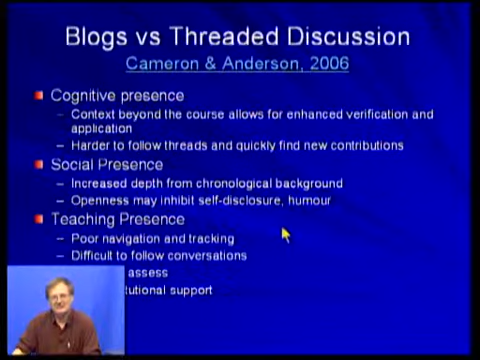 Blogs vs Threaded Discussion
Cameron & Anderson, 2006
Cognitive presence
– Context beyond the course allows for enhanced verification and
application
– Harder to follow threads and quickly find new contributions
Social Presence
– Increased depth from chronological background
– Openness may inhibit self-disclosure, humour
Teaching Presence
– Poor navigation and tracking
– Difficult to follow conversations
assess
support